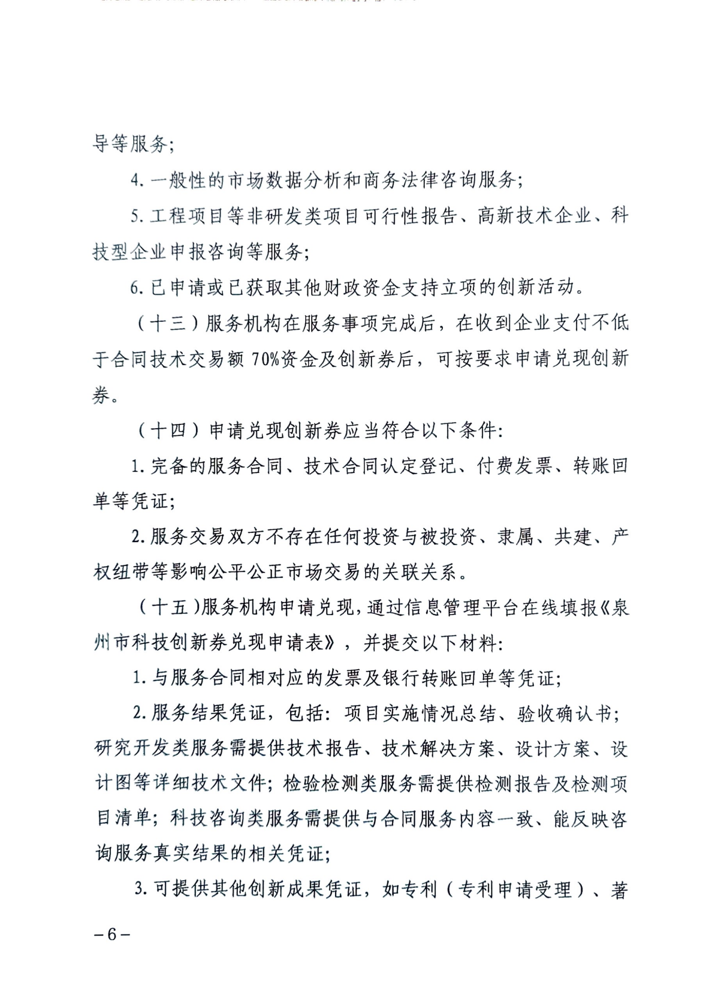 导等服务；
4. 一般性的市场数据分析和商务法律咨询服务；
5. 工程项目等非研发类项目可行性报告、高新技术企业、科
技型企业申报咨询等服务；
6. 已申请或已获取其他财政资金支持立项的创新活动。
（十三）服务机构在服务事项完成后，在收到企业支付不低
于合同技术交易额 70%资金及创新券后，可按要求申请兑现创新
券。
（十四）申请兑现创新券应当符合以下条件：
1. 完备的服务合同、技术合同认定登记、付费发票、转账回
单等凭证；
2. 服务交易双方不存在任何投资与被投资、隶属、共建、产
权纽带等影响公平公正市场交易的关联关系。
（十五）服务机构申请兑现，通过信息管理平台在线填报《泉
州市科技创新券兑现申请表》，并提交以下材料：
1. 与服务合同相对应的发票及银行转账回单等凭证；
2. 服务结果凭证，包括：项目实施情况总结、验收确认书；
研究开发类服务需提供技术报告、技术解决方案、设计方案、设
计图等详细技术文件；检验检测类服务需提供检测报告及检测项
目清单；科技咨询类服务需提供与合同服务内容一致、能反映咨
询服务真实结果的相关凭证；
3. 可提供其他创新成果凭证，如专利（专利申请受理）、著
－6－